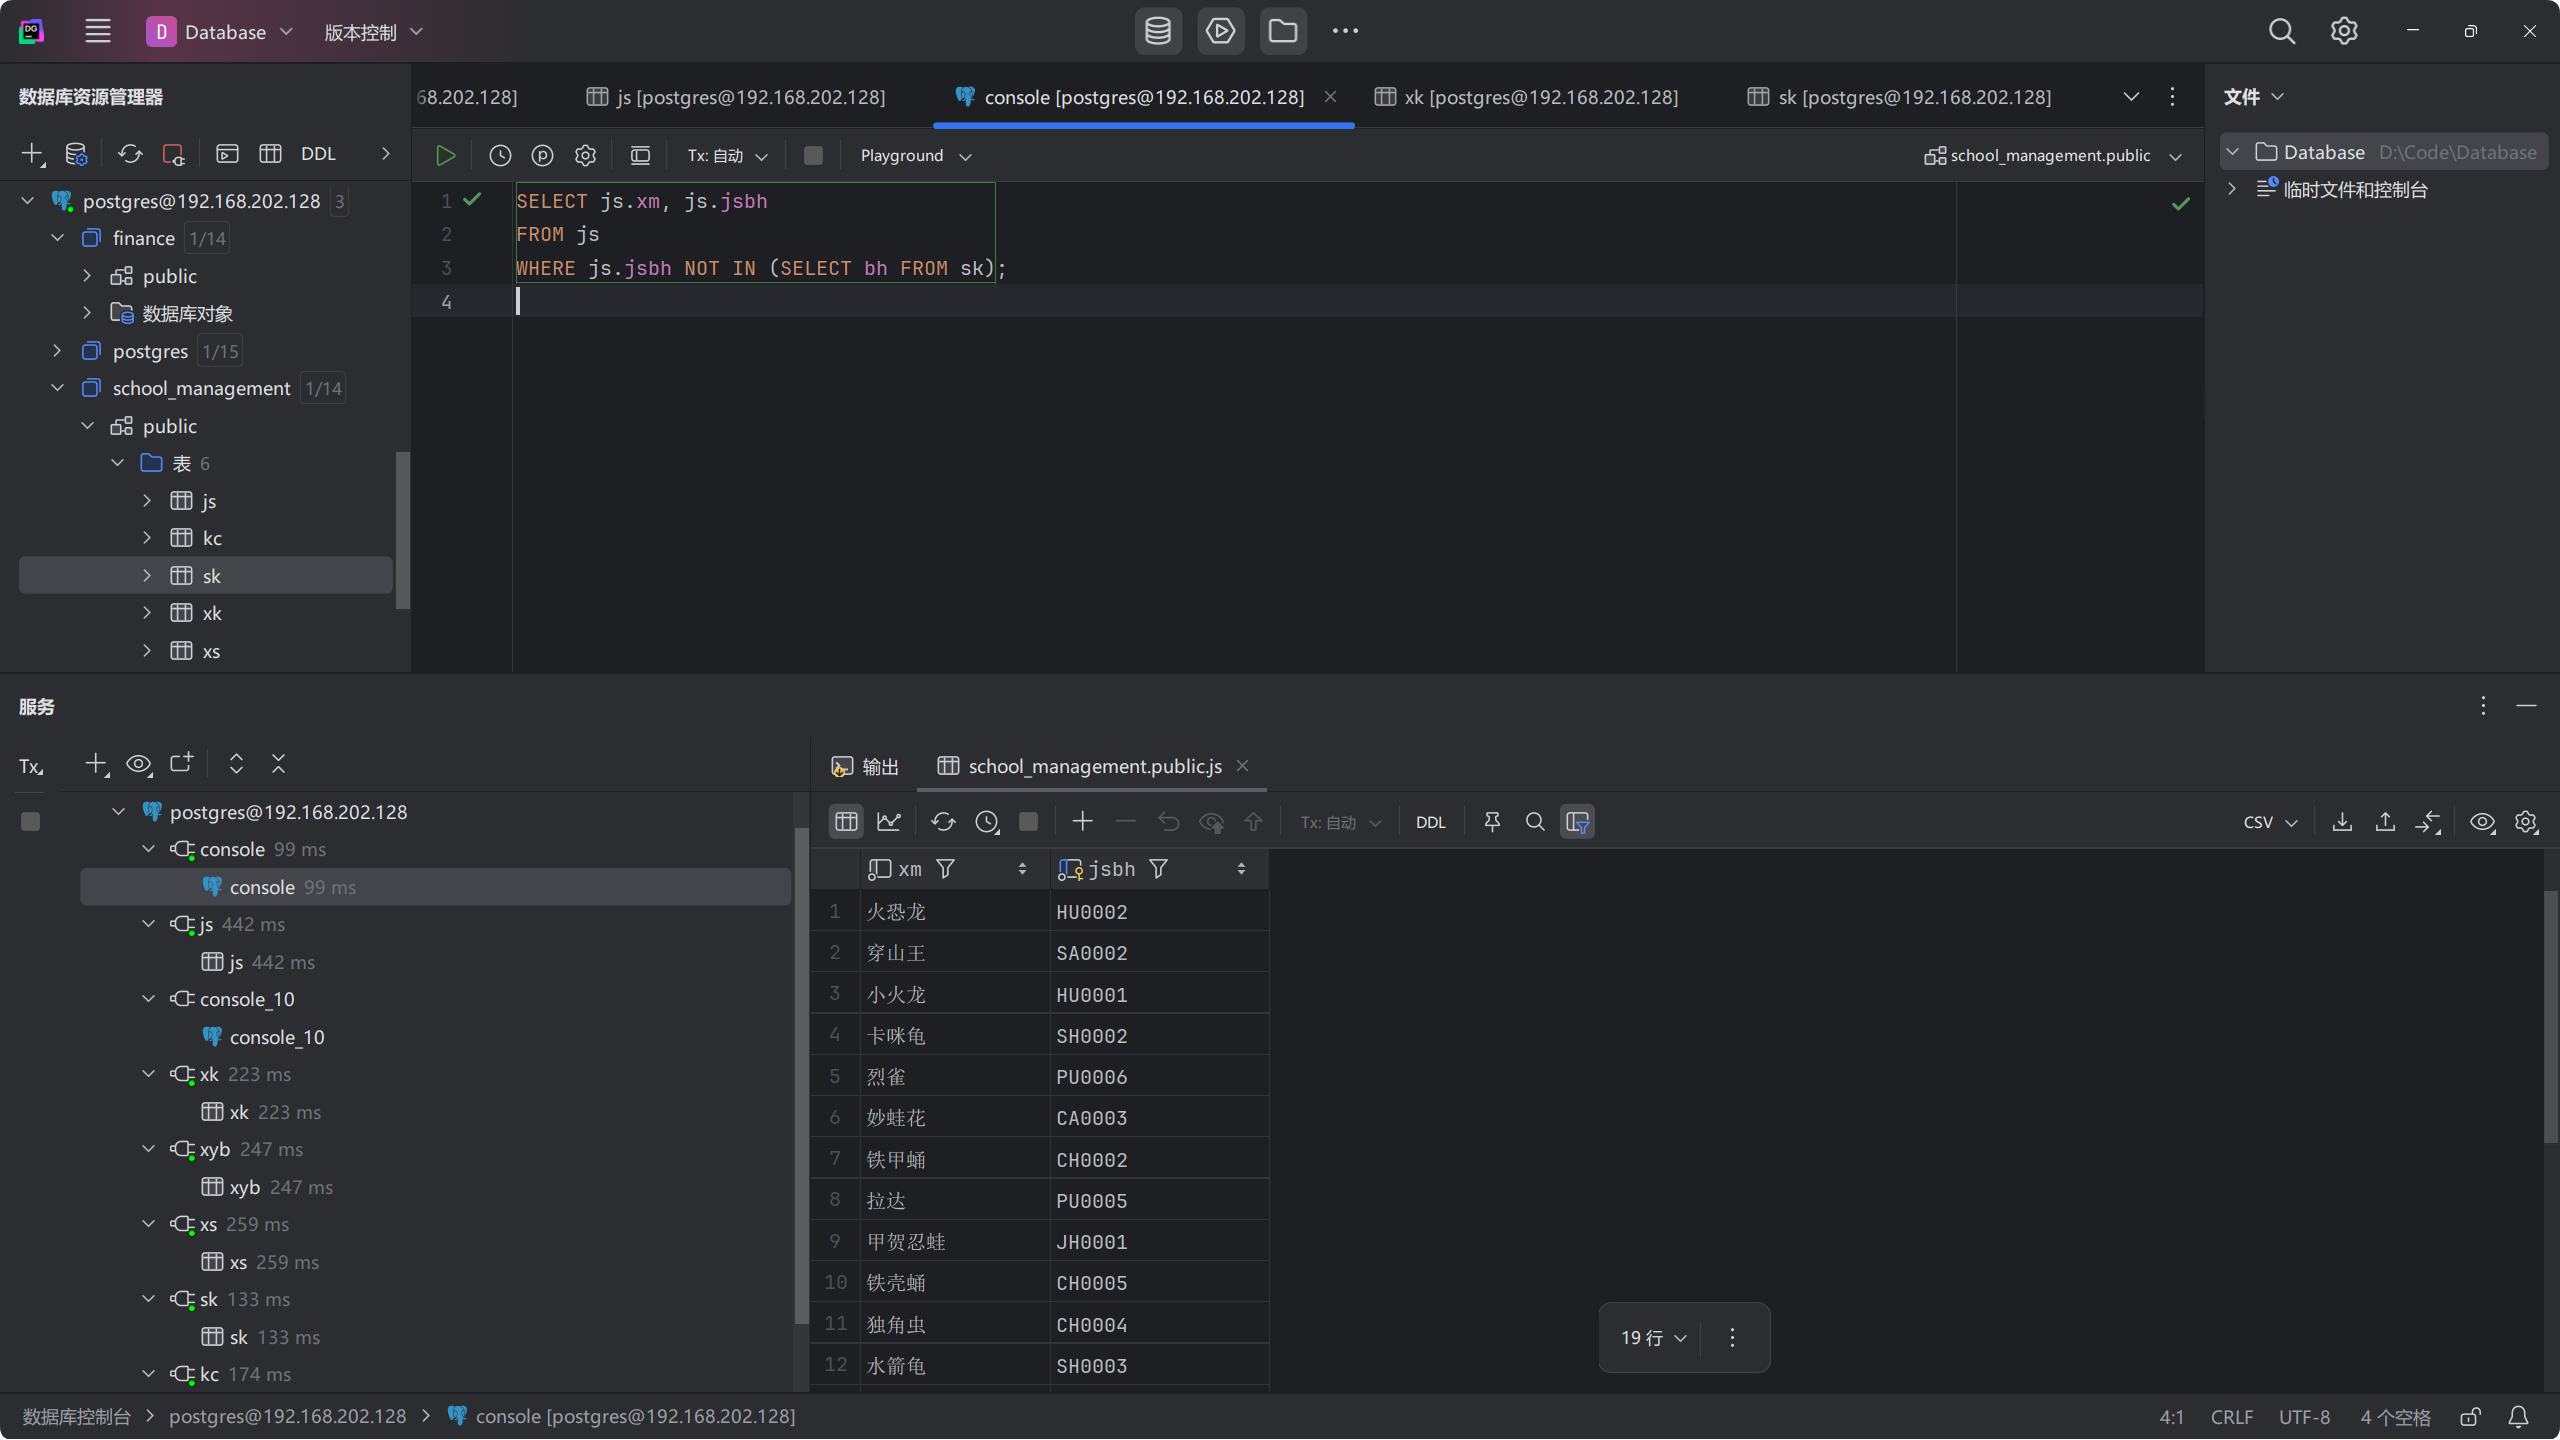 DG
D Database 版本控制
数据库资源管理器
DDL
postgres@192.168.202.128 3
finance 1/14
public
数据库对象
postgres 1/15
school_management 1/14
public
表 6
js
kc
sk
xk
xs
68.202.128] js [postgres@192.168.202.128] console [postgres@192.168.202.128] xk [postgres@192.168.202.128] sk [postgres@192.168.202.128]
Tx: 自动 Playground school_management.public
1 SELECT js.xm, js.jsbh
2 FROM js
3 WHERE js.jsbh NOT IN (SELECT bh FROM sk);
4
文件
Database D:\Code\Database
临时文件和控制台
服务
Tx
postgres@192.168.202.128
console 99 ms
console 99 ms
js 442 ms
js 442 ms
console_10
console_10
xk 223 ms
xk 223 ms
xyb 247 ms
xyb 247 ms
xs 259 ms
xs 259 ms
sk 133 ms
sk 133 ms
kc 174 ms
输出 school_management.public.js
Tx: 自动 DDL CSV
xm jsbh
1 火恐龙 HU0002
2 穿山王 SA0002
3 小火龙 HU0001
4 卡咪龟 SH0002
5 烈雀 PU0006
6 妙蛙花 CA0003
7 铁甲蛹 CH0002
8 拉达 PU0005
9 甲贺忍蛙 JH0001
10 铁壳蛹 CH0005
11 独角虫 CH0004
12 水箭龟 SH0003
19 行
数据库控制台 postgres@192.168.202.128 console [postgres@192.168.202.128]
4:1 CRLF UTF-8 4 个空格